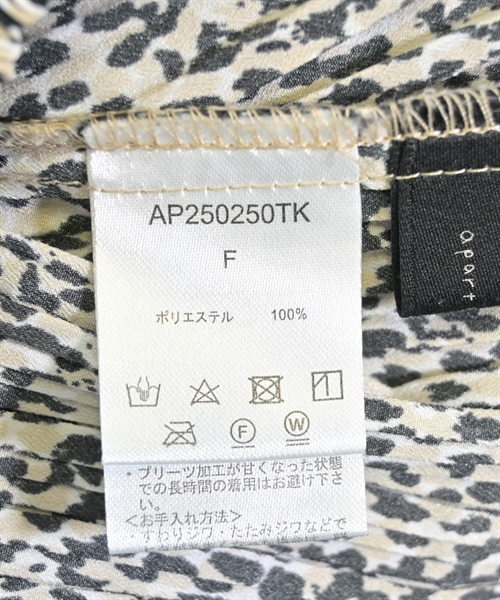 AP250250TK
F
ポリエステル 100%
F W
・プリーツ加工が甘くなった状態
での長時間の着用はお避け下さ
い。
<お手入れ方法>
・すわりジワ・たたみジワなどで
apart